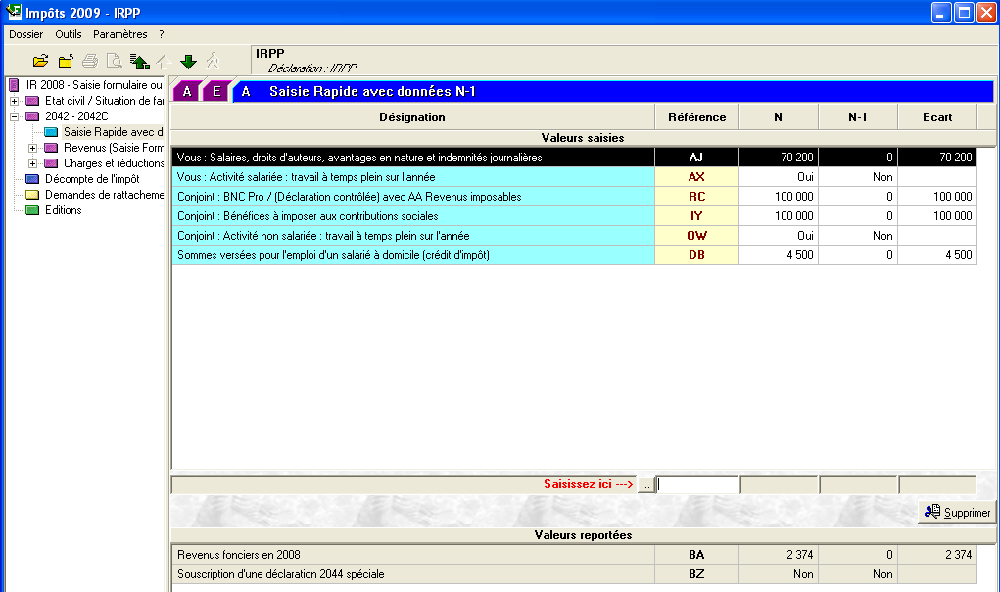 Impôts 2009 - IRPP
Dossier Outils Paramètres ?
IRPP
Déclaration : IRPP
IR 2008 - Saisie formulaire ou
Etat civil / Situation de fa
2042 - 2042C
Saisie Rapide avec d
Revenus (Saisie Form
Charges et réductions
Décompte de l'impôt
Demandes de rattacheme
Editions
A E A Saisie Rapide avec données N-1
Désignation Référence N N-1 Ecart
Valeurs saisies
Vous : Salaires, droits d'auteurs, avantages en nature et indemnités journalières AJ 70 200 0 70 200
Vous : Activité salariée : travail à temps plein sur l'année AX Oui Non
Conjoint : BNC Pro / (Déclaration contrôlée) avec AA Revenus imposables RC 100 000 0 100 000
Conjoint : Bénéfices à imposer aux contributions sociales IY 100 000 0 100 000
Conjoint : Activité non salariée : travail à temps plein sur l'année OW Oui Non
Sommes versées pour l'emploi d'un salarié à domicile (crédit d'impôt) DB 4 500 0 4 500
Saisissez ici ---> ...
Supprimer
Valeurs reportées
Revenus fonciers en 2008 BA 2 374 0 2 374
Souscription d'une déclaration 2044 spéciale BZ Non Non